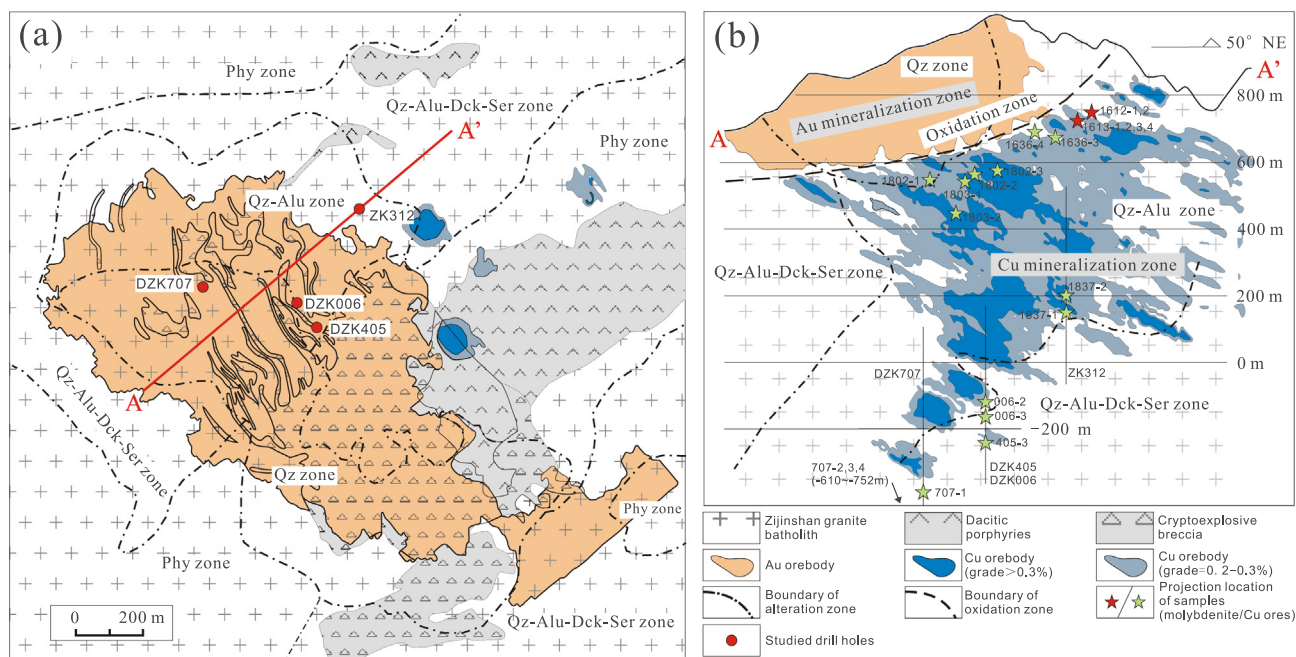 (a)
Phy zone
Qz-Alu-Dck-Ser zone
A'
Phy zone
Qz-Alu zone
ZK312
DZK707
DZK006
DZK405
A
Qz-Alu-Dck-Ser zone
Qz zone
Phy zone
Phy zone
Qz-Alu-Dck-Ser zone
0 200 m
(b)
50° NE
A'
Qz zone
800 m
Au mineralization zone
Oxidation zone
1612-1,2
1613-1,2,3,4
A
1636-4
1636-3
600 m
1802-1
1802-3
1802-2
1803-1
Qz-Alu zone
1803-2
400 m
Qz-Alu-Dck-Ser zone
Cu mineralization zone
1837-2
200 m
1837-1
0 m
DZK707
ZK312
006-2
Qz-Alu-Dck-Ser zone
006-3
-200 m
405-3
707-2,3,4
(-610~-752m)
DZK405
DZK006
707-1
Zijinshan granite
batholith
Dacitic
porphyries
Cryptoexplosive
breccia
Au orebody
Cu orebody
(grade>0.3%)
Cu orebody
(grade=0.2-0.3%)
Boundary of
alteration zone
Boundary of
oxidation zone
Projection location
of samples
(molybdenite/Cu ores)
Studied drill holes